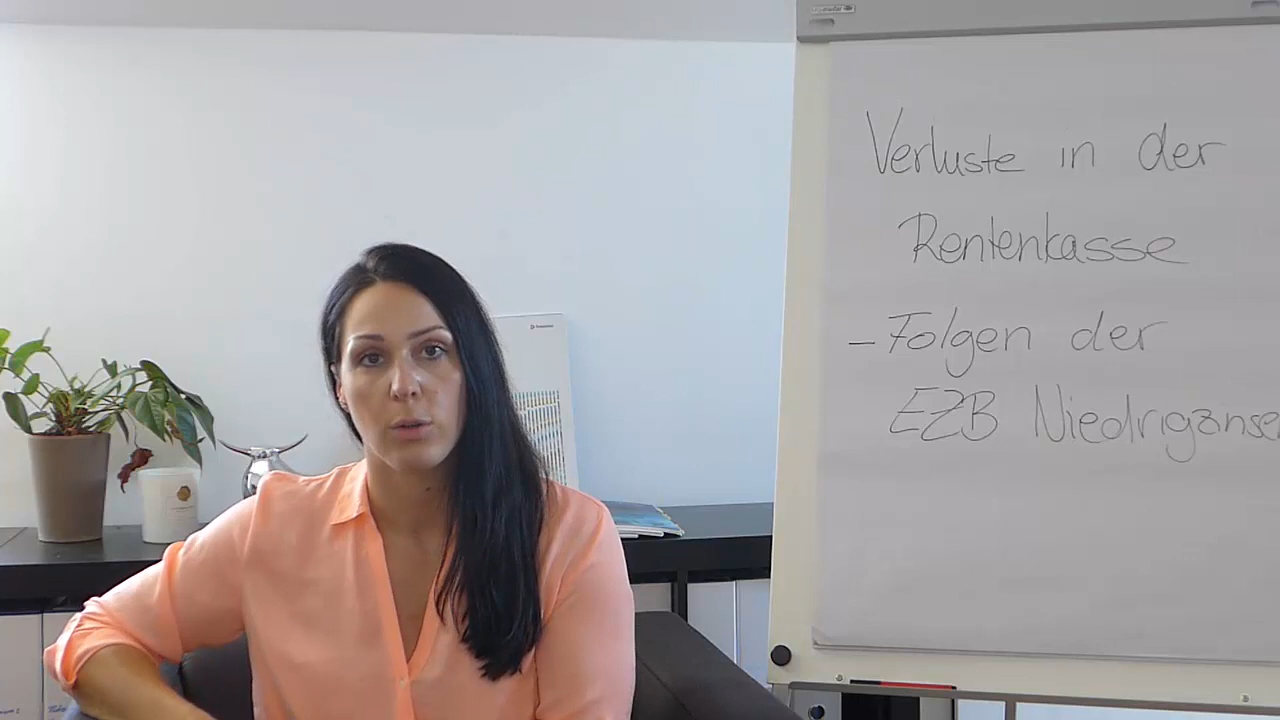 Verluste in der
Rentenkasse
- Folgen der
EZB Niedrigzinse